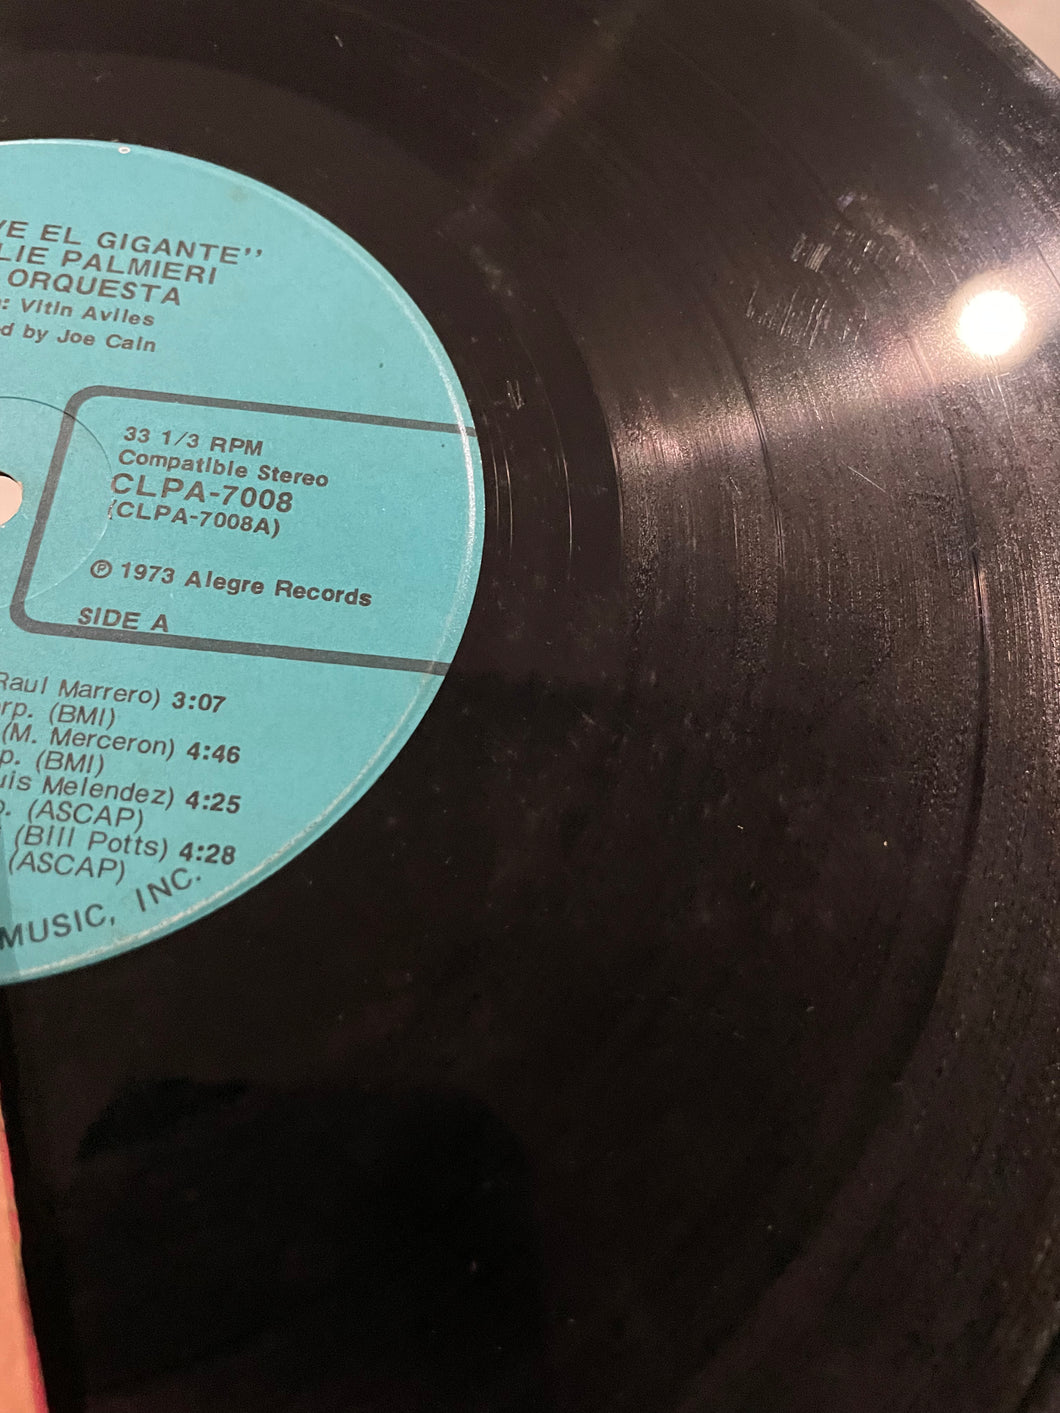 VE EL GIGANTE"
LIE PALMIERI
ORQUESTA
: Vitin Aviles
d by Joe Cain
33 1/3 RPM
Compatible Stereo
CLPA-7008
(CLPA-7008A)
℗ 1973 Alegre Records
SIDE A
Raul Marrero) 3:07
rp. (BMI)
(M. Merceron) 4:46
p. (BMI)
uis Melendez) 4:25
. (ASCAP)
(Bill Potts) 4:28
(ASCAP)
MUSIC, INC.